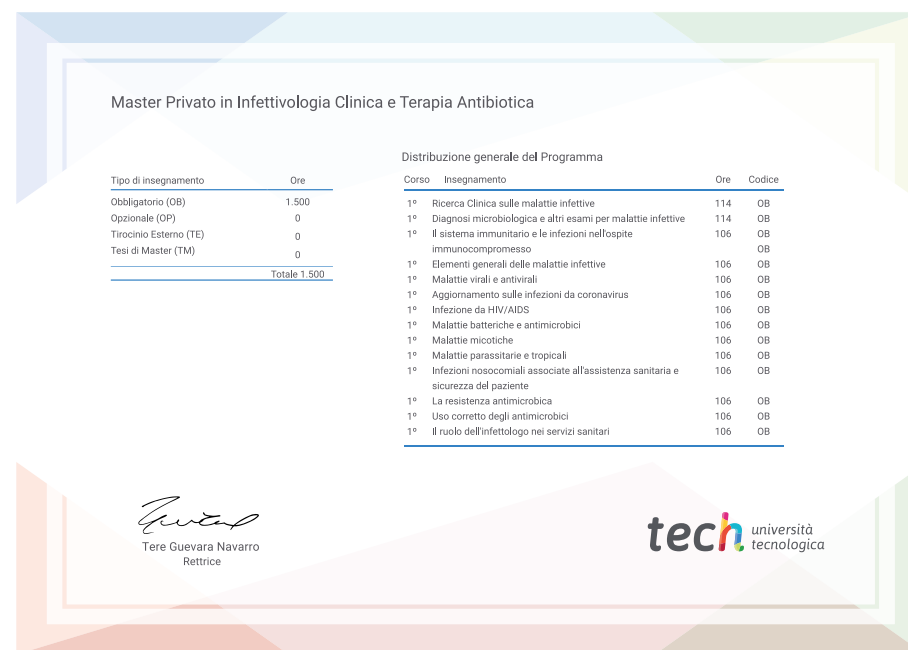 Master Privato in Infettivologia Clinica e Terapia Antibiotica
Tipo di insegnamento Ore
Obbligatorio (OB) 1.500
Opzionale (OP) 0
Tirocinio Esterno (TE) 0
Tesi di Master (TM) 0
Totale 1.500
Distribuzione generale del Programma
Corso Insegnamento Ore Codice
1º Ricerca Clinica sulle malattie infettive 114 OB
1º Diagnosi microbiologica e altri esami per malattie infettive 114 OB
1º Il sistema immunitario e le infezioni nell'ospite 106 OB
immunocompromesso OB
1º Elementi generali delle malattie infettive 106 OB
1º Malattie virali e antivirali 106 OB
1º Aggiornamento sulle infezioni da coronavirus 106 OB
1º Infezione da HIV/AIDS 106 OB
1º Malattie batteriche e antimicrobici 106 OB
1º Malattie micotiche 106 OB
1º Malattie parassitarie e tropicali 106 OB
1º Infezioni nosocomiali associate all'assistenza sanitaria e 106 OB
sicurezza del paziente
1º La resistenza antimicrobica 106 OB
1º Uso corretto degli antimicrobici 106 OB
1º Il ruolo dell'infettologo nei servizi sanitari 106 OB
Tere Guevara Navarro
Rettrice
tech università
tecnologica